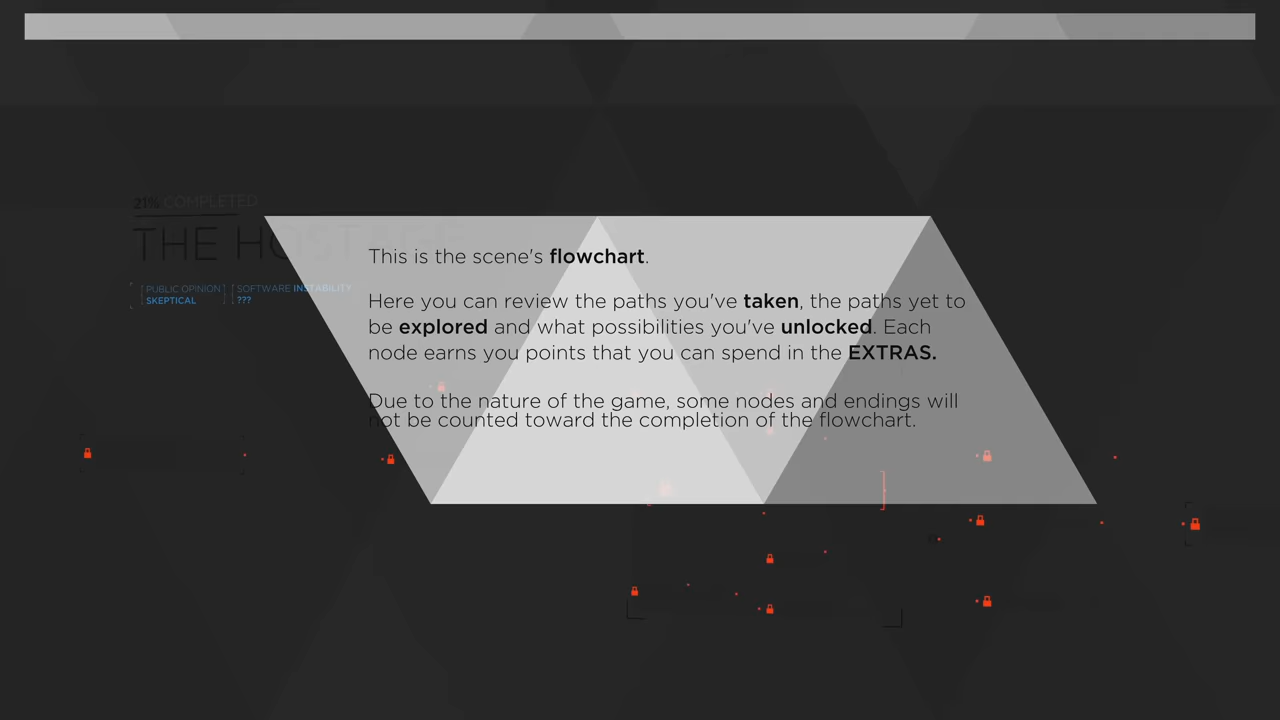 21% COMPLETED
THE HOSTAGE
PUBLIC OPINION
SKEPTICAL
SOFTWARE INSTABILITY
???
This is the scene's flowchart.
Here you can review the paths you've taken, the paths yet to
be explored and what possibilities you've unlocked. Each
node earns you points that you can spend in the EXTRAS.
Due to the nature of the game, some nodes and endings will
not be counted toward the completion of the flowchart.